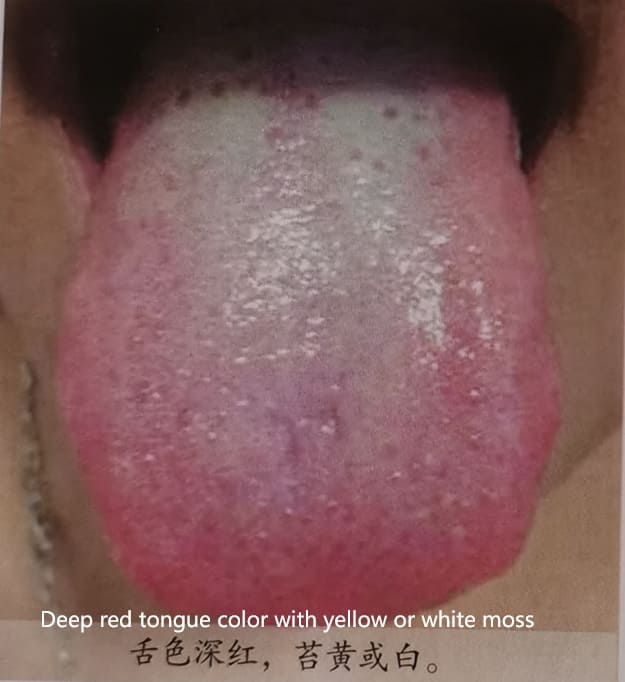 Deep red tongue color with yellow or white moss
舌色深红，苔黄或白。